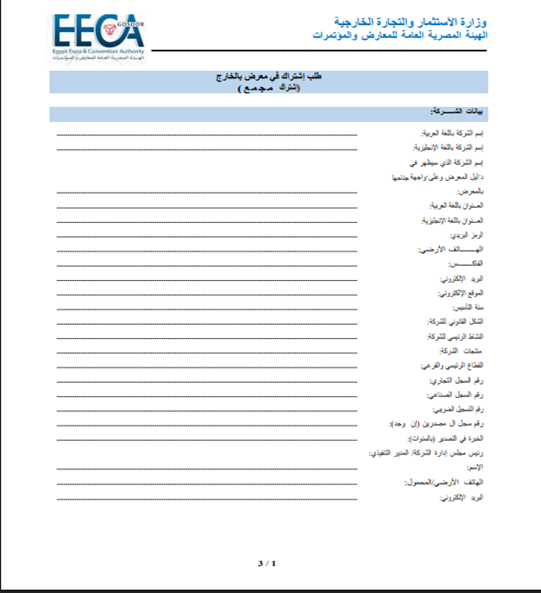 وزارة الاستثمار والتجارة الخارجية
الهيئة المصرية العامة للمعارض والمؤتمرات
EECA
GOSOOR
Egypt Expo & Convention Authority
الهيئة المصرية العامة للمعارض والمؤتمرات
طلب إشتراك في معرض بالخارج
(إشتراك مجمع)
بيانات الشركة:
إسم الشركة باللغة العربية:
إسم الشركة باللغة الإنجليزية:
إسم الشركة الذي سيظهر في
دليل المعرض وعلى واجهة جناحها
بالمعرض:
العنوان باللغة العربية:
العنوان باللغة الإنجليزية:
الرمز البريدي:
الهاتف الأرضي:
الفاكس:
البريد الإلكتروني:
الموقع الإلكتروني:
سنة التأسيس:
الشكل القانوني للشركة:
النشاط الرئيسي للشركة:
منتجات الشركة:
القطاع الرئيسي والفرعي:
رقم السجل التجاري:
رقم السجل الصناعي:
رقم التسجيل الضريبي:
رقم سجل ال مصدرين (إن وجد):
الخبرة في التصدير (بالسنوات):
رئيس مجلس إدارة الشركة/ المدير التنفيذي:
الإسم:
الهاتف الأرضي/المحمول:
البريد الإلكتروني:
3 / 1